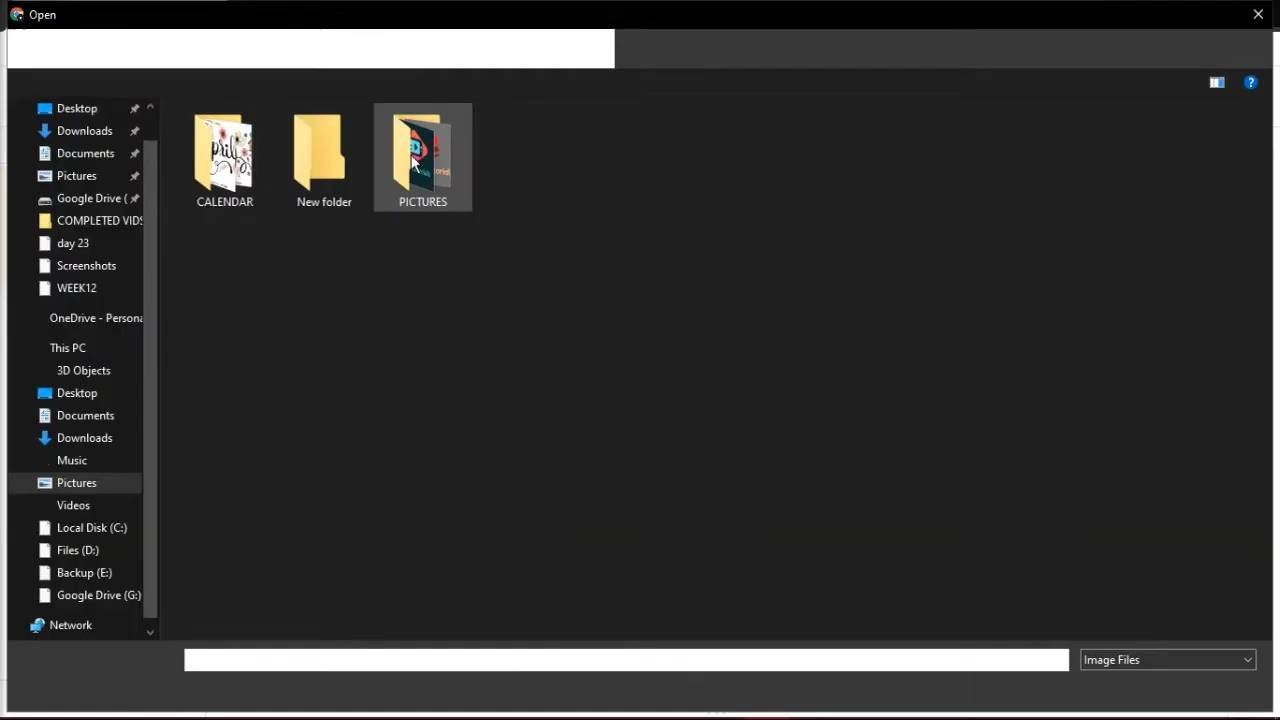 Open
Desktop
Downloads
Documents
Pictures
Google Drive (
COMPLETED VIDS
day 23
Screenshots
WEEK12
OneDrive - Persona
This PC
3D Objects
Desktop
Documents
Downloads
Music
Pictures
Videos
Local Disk (C:)
Files (D:)
Backup (E:)
Google Drive (G:)
Network
CALENDAR
New folder
PICTURES
Image Files